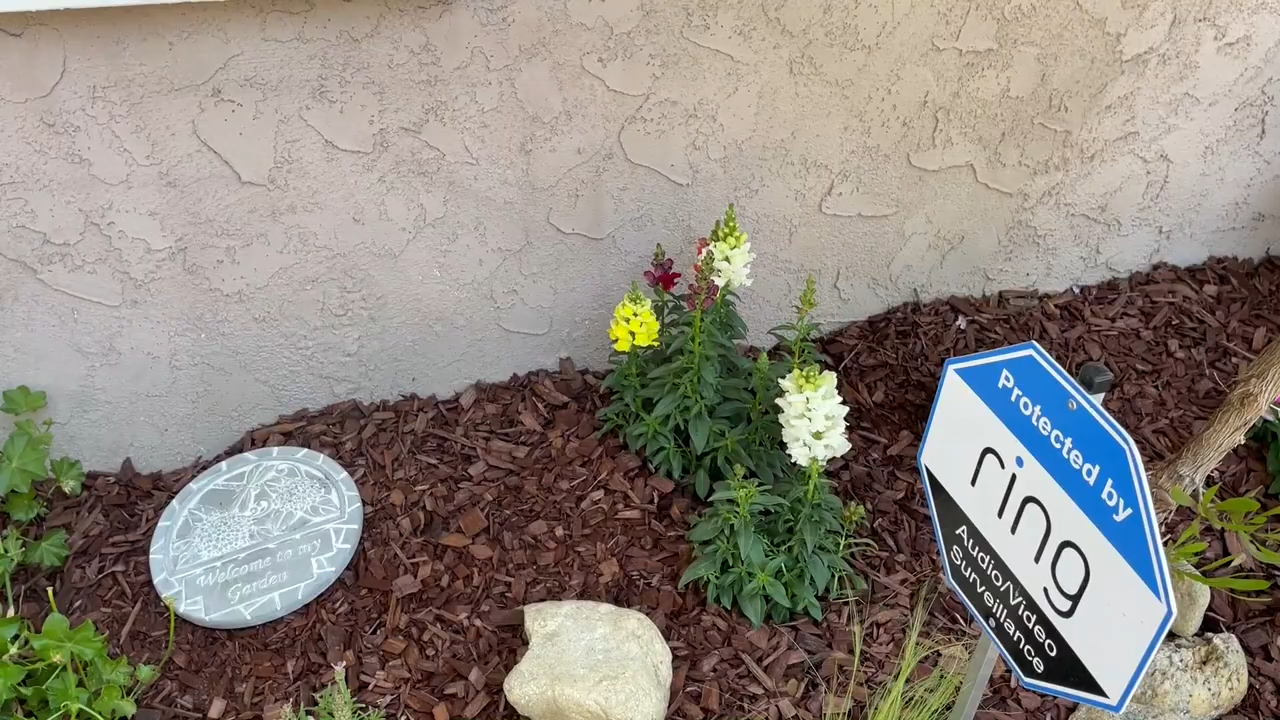 Welcome to my
Garden
Protected by
ring
Audio/Video
Surveillance